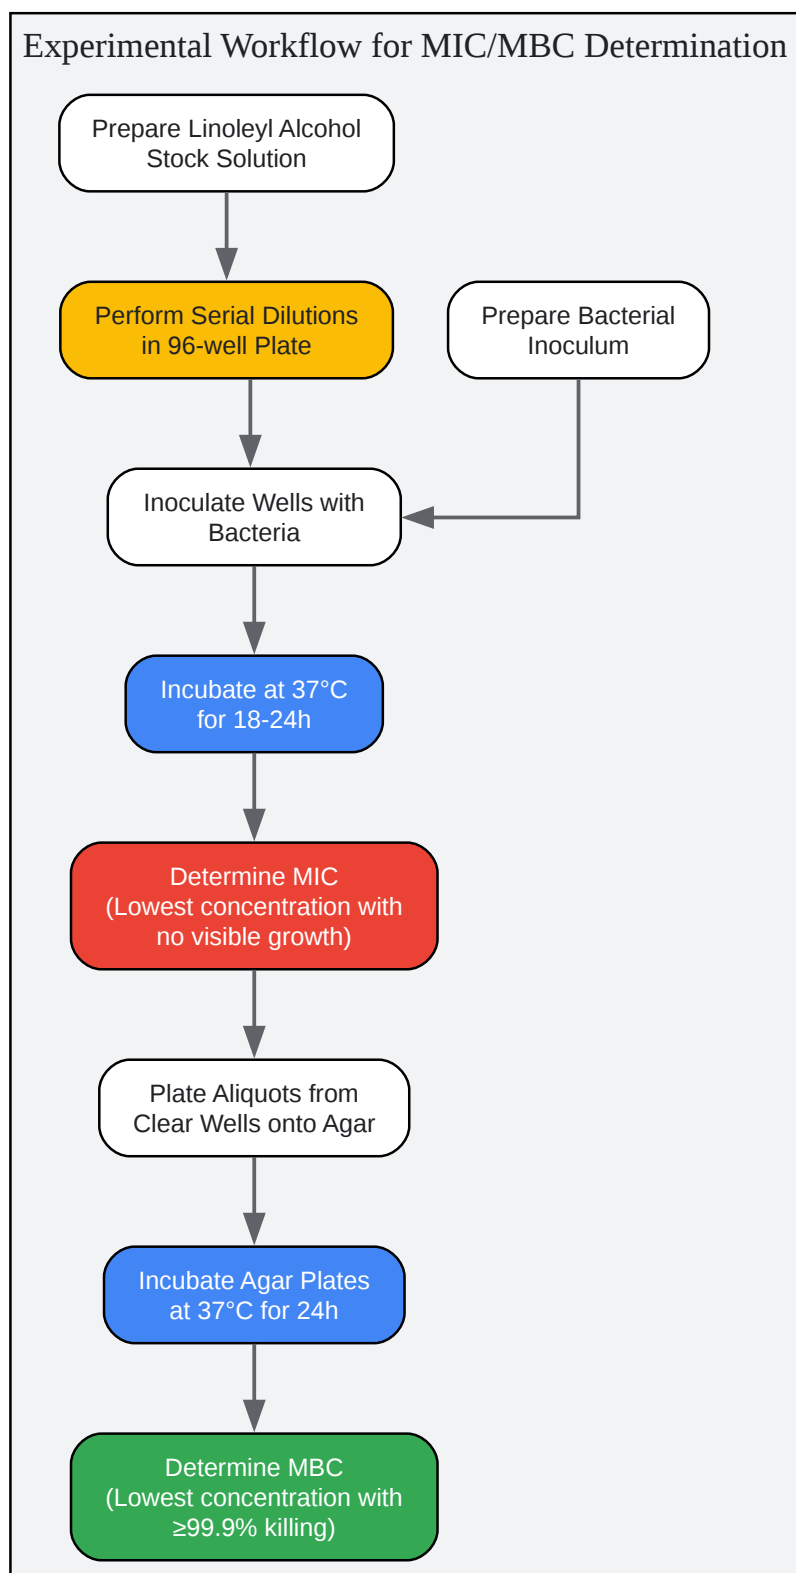 Experimental Workflow for MIC/MBC Determination
Prepare Linoleyl Alcohol
Stock Solution
Perform Serial Dilutions
in 96-well Plate
Prepare Bacterial
Inoculum
Inoculate Wells with
Bacteria
Incubate at 37°C
for 18-24h
Determine MIC
(Lowest concentration with
no visible growth)
Plate Aliquots from
Clear Wells onto Agar
Incubate Agar Plates
at 37°C for 24h
Determine MBC
(Lowest concentration with
≥99.9% killing)